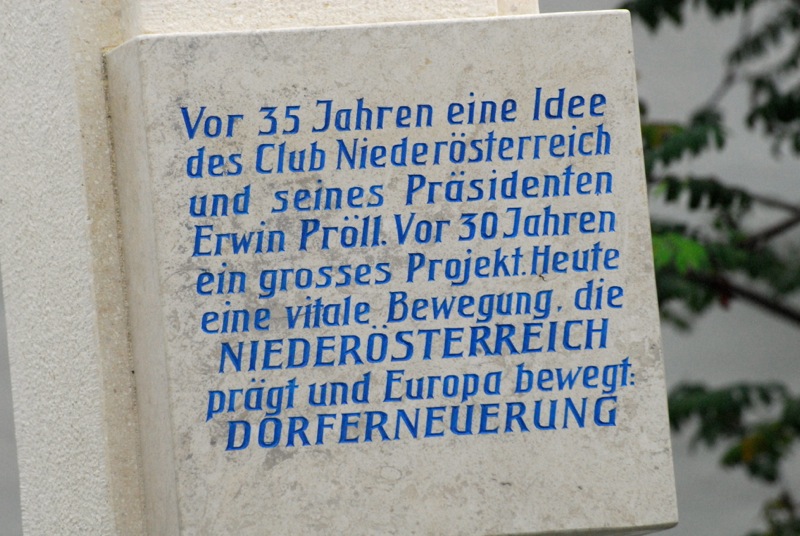 Vor 35 Jahren eine Idee
des Club Niederösterreich
und seines Präsidenten
Erwin Pröll. Vor 30 Jahren
ein grosses Projekt. Heute
eine vitale Bewegung, die
NIEDERÖSTERREICH
prägt und Europa bewegt:
DORFERNEUERUNG